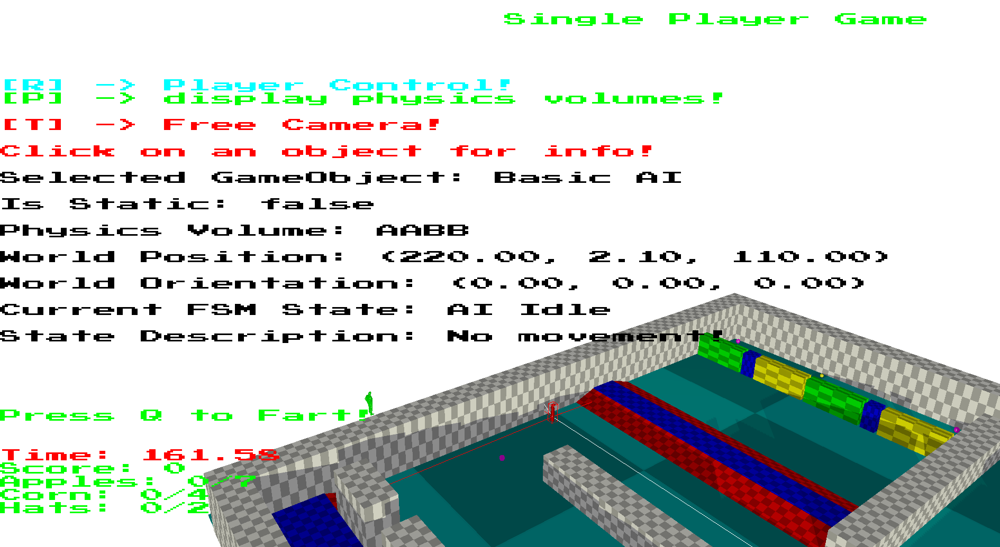 Single Player Game
[R] -> Player Control!
[P] -> display physics volumes!
[T] -> Free Camera!
Click on an object for info!
Selected GameObject: Basic AI
Is Static: false
Physics Volume: AABB
World Position: (220.00, 2.10, 110.00)
World Orientation: (0.00, 0.00, 0.00)
Current FSM State: AI Idle
State Description: No movement!
Press Q to Fart!
Time: 161.58
Score: 0
Apples: 0/7
Corn: 0/4
Hats: 0/2